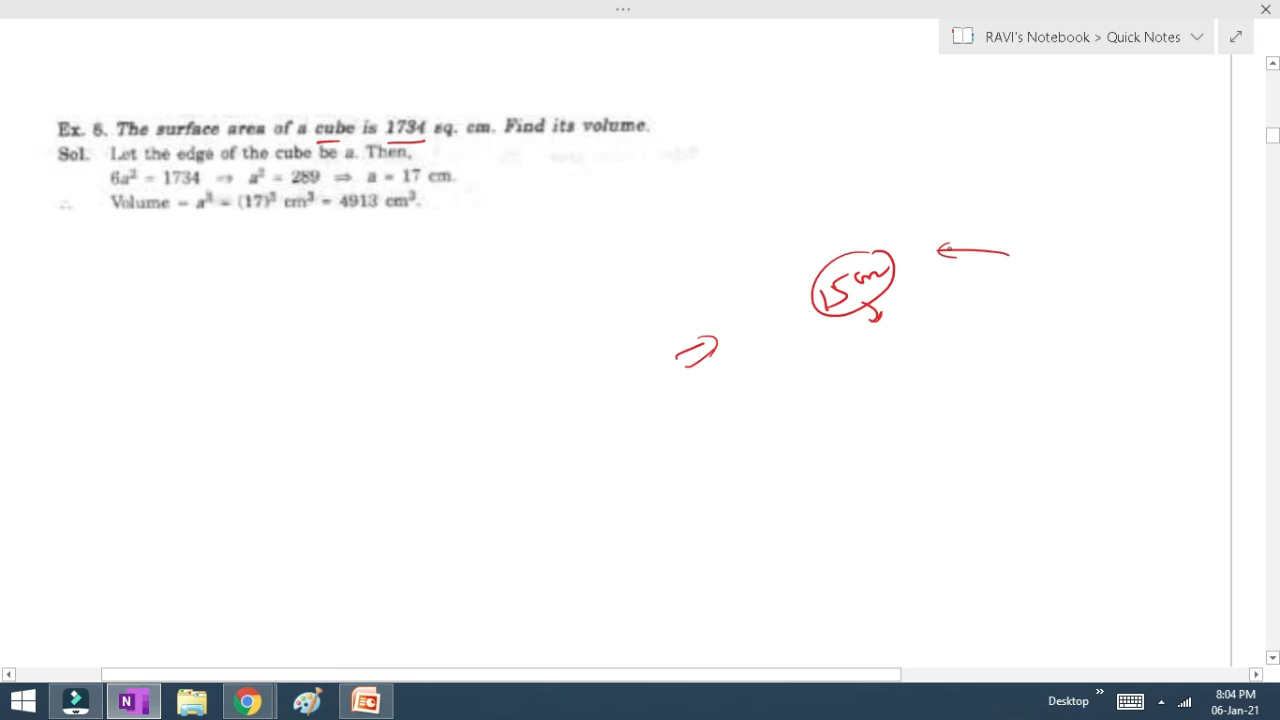 RAVI's Notebook > Quick Notes
Ex. 6. The surface area of a cube is 1734 sq. cm. Find its volume.
Sol. Let the edge of the cube be a. Then,
6a² = 1734 ⇒ a² = 289 ⇒ a = 17 cm.
∴ Volume = a³ = (17)³ cm³ = 4913 cm³.
15 cm
Desktop
8:04 PM
06-Jan-21